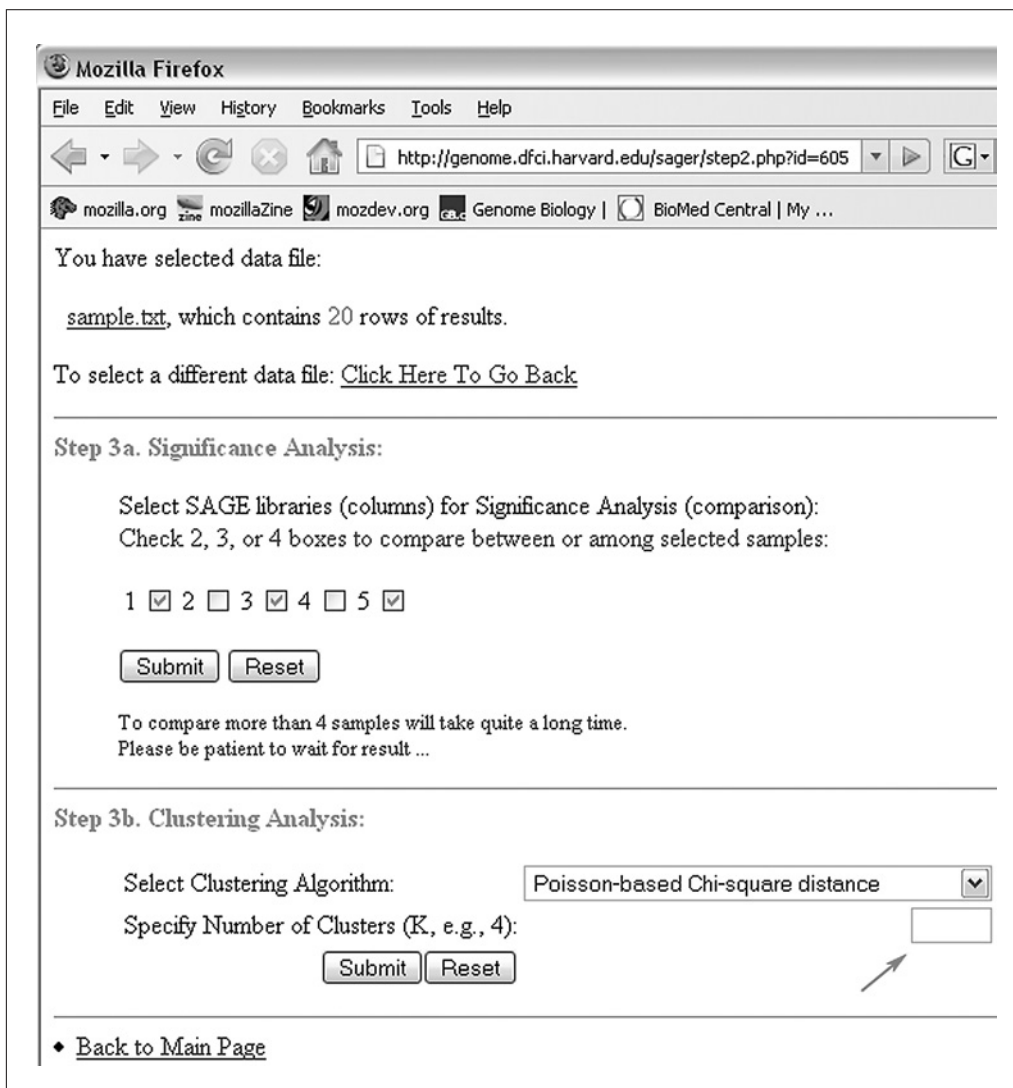 Mozilla Firefox
File Edit View History Bookmarks Tools Help
http://genome.dfci.harvard.edu/sager/step2.php?id=605 G
mozilla.org zine mozillaZine mozdev.org Genome Biology | BioMed Central | My ...
You have selected data file:
sample.txt, which contains 20 rows of results.
To select a different data file: Click Here To Go Back
Step 3a. Significance Analysis:
Select SAGE libraries (columns) for Significance Analysis (comparison):
Check 2, 3, or 4 boxes to compare between or among selected samples:
1 2 3 4 5
Submit Reset
To compare more than 4 samples will take quite a long time.
Please be patient to wait for result ...
Step 3b. Clustering Analysis:
Select Clustering Algorithm: Poisson-based Chi-square distance
Specify Number of Clusters (K, e.g., 4):
Submit Reset
Back to Main Page